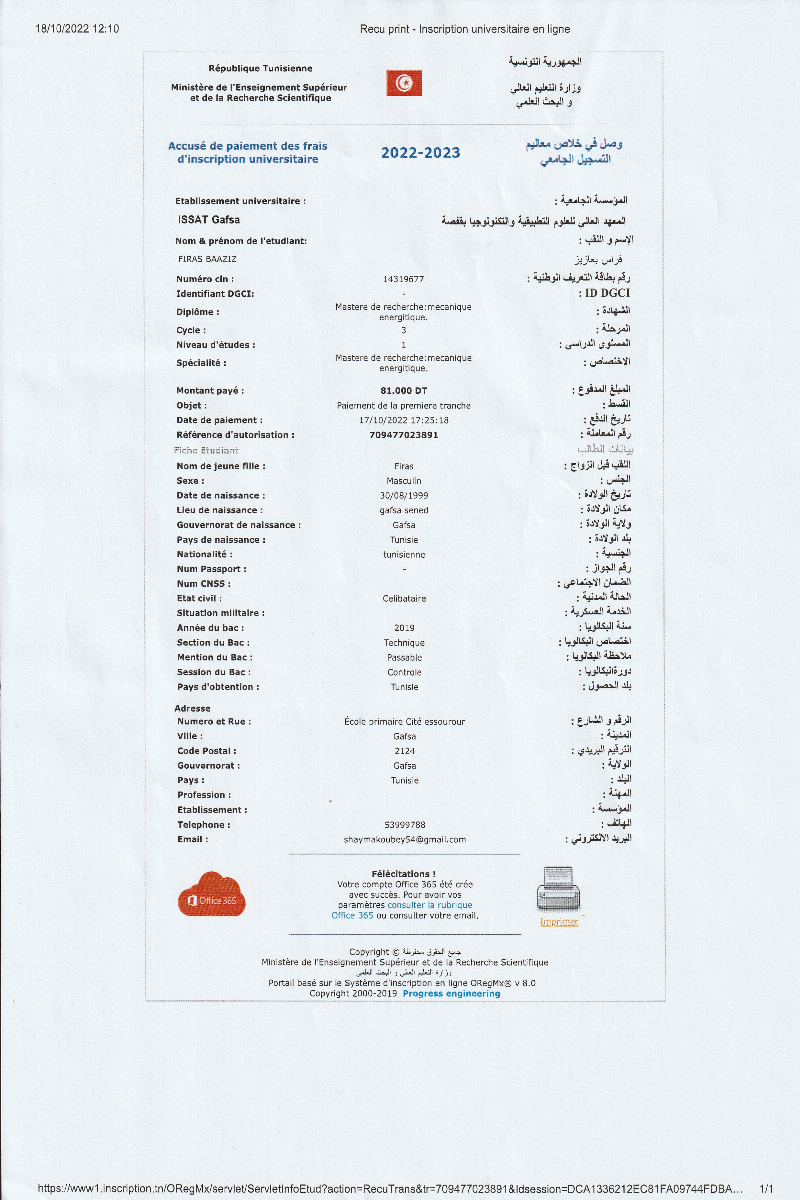 18/10/2022 12:10 Recu print - Inscription universitaire en ligne
République Tunisienne الجمهورية التونسية
Ministère de l'Enseignement Supérieur
et de la Recherche Scientifique
وزارة التعليم العالي
و البحث العلمي
Accusé de paiement des frais
d'inscription universitaire
2022-2023
وصل في خلاص معاليم
التسجيل الجامعي
Etablissement universitaire : المؤسسة الجامعية :
ISSAT Gafsa المعهد العالي للعلوم التطبيقية والتكنولوجيا بقفصة
Nom & prénom de l'etudiant: الاسم و اللقب :
FIRAS BAAZIZ فراس بعازيز
Numéro cin : 14319677 رقم بطاقة التعريف الوطنية :
Identifiant DGCI: - : ID DGCI
Diplôme : Mastere de recherche:mecanique
energitique. الشهادة :
Cycle : 3 المرحلة :
Niveau d'études : 1 المستوى الدراسي :
Spécialité : Mastere de recherche:mecanique
energitique. الاختصاص :
Montant payé : 81.000 DT المبلغ المدفوع :
Objet : Paiement de la premiere tranche القسط :
Date de paiement : 17/10/2022 17:25:18 تاريخ الدفع :
Référence d'autorisation : 709477023891 رقم المعاملة :
Fiche Etudiant بيانات الطالب
Nom de jeune fille : Firas اللقب قبل الزواج :
Sexe : Masculin الجنس :
Date de naissance : 30/08/1999 تاريخ الولادة :
Lieu de naissance : gafsa sened مكان الولادة :
Gouvernorat de naissance : Gafsa ولاية الولادة :
Pays de naissance : Tunisie بلد الولادة :
Nationalité : tunisienne الجنسية :
Num Passport : - رقم الجواز :
Num CNSS : الضمان الاجتماعي :
Etat civil : Celibataire الحالة المدنية :
Situation militaire : الخدمة العسكرية :
Année du bac : 2019 سنة البكالوريا :
Section du Bac : Technique اختصاص البكالوريا :
Mention du Bac : Passable ملاحظة البكالوريا :
Session du Bac : Controle دورة البكالوريا :
Pays d'obtention : Tunisie بلد الحصول :
Adresse
Numero et Rue : École primaire Cité essourour الرقم و الشارع :
Ville : Gafsa المدينة :
Code Postal : 2124 الترقيم البريدي :
Gouvernorat : Gafsa الولاية :
Pays : Tunisie البلد :
Profession : المهنة :
Etablissement : المؤسسة :
Telephone : 53999788 الهاتف :
Email : shaymakoubey54@gmail.com البريد الالكتروني :
Félécitations !
Votre compte Office 365 été crée
avec succès. Pour avoir vos
paramètres consulter la rubrique
Office 365 ou consulter votre email.
Office 365
Imprimer
Copyright © جميع الحقوق محفوظة
Ministère de l'Enseignement Supérieur et de la Recherche Scientifique
وزارة التعليم العالي و البحث العلمي
Portail basé sur le Système d'inscription en ligne ORegMx® v 8.0
Copyright 2000-2019 Progress engineering
https://www1.inscription.tn/ORegMx/servlet/ServletInfoEtud?action=RecuTrans&tr=709477023891&Idsession=DCA1336212EC81FA09744FDBA... 1/1